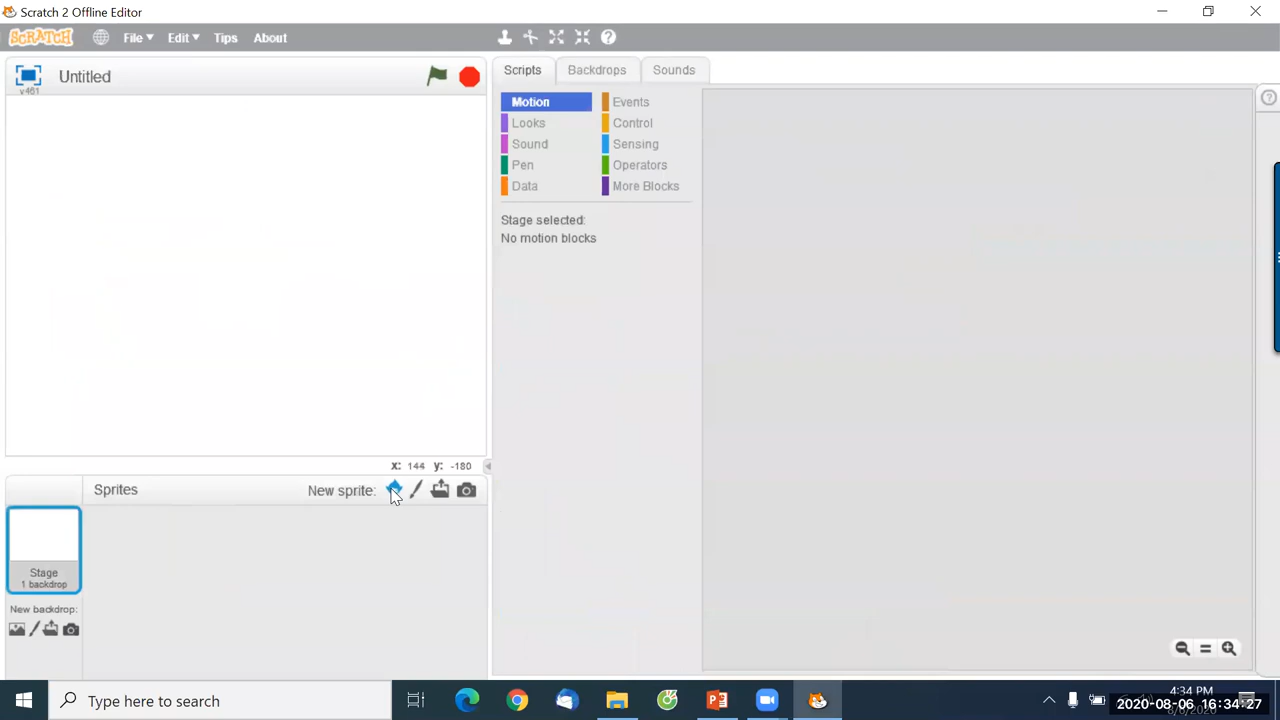 Scratch 2 Offline Editor
SCRATCH File Edit Tips About
v461 Untitled
Scripts Backdrops Sounds
Motion Events
Looks Control
Sound Sensing
Pen Operators
Data More Blocks
Stage selected:
No motion blocks
x: 144 y: -180
Sprites New sprite:
Stage
1 backdrop
New backdrop:
Type here to search
4:34 PM
2020-08-06 16:34:27